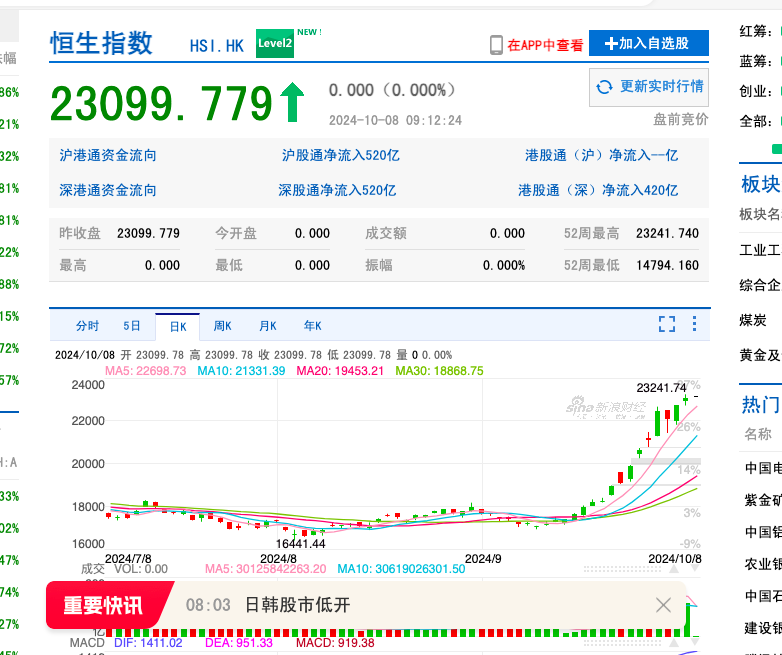 恒生指数 HSI.HK Level2 NEW !
在APP中查看 +加入自选股
23099.779
0.000（0.000%）
2024-10-08 09:12:24
更新实时行情
盘前竞价
沪港通资金流向 沪股通净流入520亿 港股通（沪）净流入--亿
深港通资金流向 深股通净流入520亿 港股通（深）净流入420亿
昨收盘 23099.779 今开盘 0.000 成交额 0.000 52周最高 23241.740
最高 0.000 最低 0.000 振幅 0.000% 52周最低 14794.160
分时 5日 日K 周K 月K 年K
2024/10/08 开 23099.78 高 23099.78 收 23099.78 低 23099.78 量 0 0.00%
MA5: 22698.73 MA10: 21331.39 MA20: 19453.21 MA30: 18868.75
24000
23241.74
sina新浪财经
22000
26%
20000
14%
18000
3%
16000
16441.44
-9%
2024/7/8 2024/8 2024/9 2024/10/8
成交 VOL: 0.00 MA5: 30125842263.20 MA10: 30619026301.50
重要快讯 08:03 日韩股市低开
亿
MACD DIF: 1411.02 DEA: 951.33 MACD: 919.38
红筹:
蓝筹:
创业:
全部:
板块
板块名
工业工
综合企
煤炭
黄金及
热门
名称
中国电
紫金矿
中国铝
农业银
中国石
建设银
跌幅
86%
21%
32%
81%
81%
22%
88%
15%
72%
57%
H:A
33%
02%
47%
74%
27%